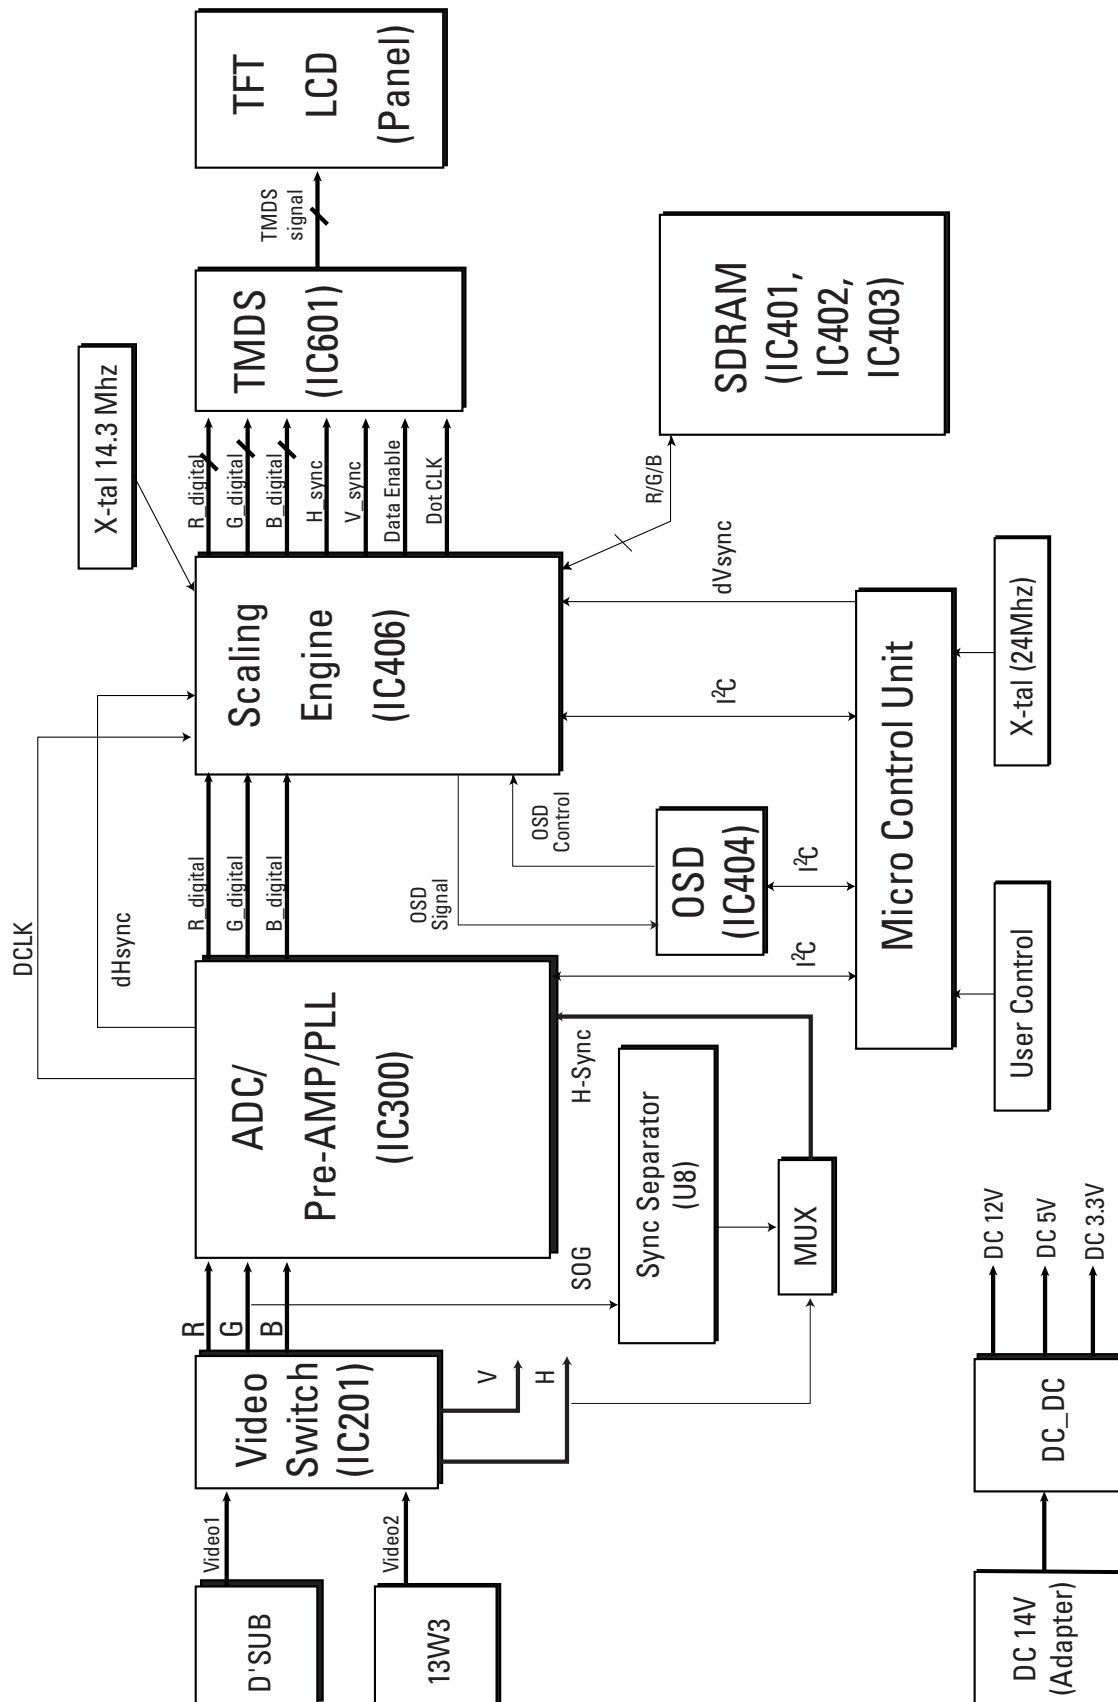 D'SUB
Video1
13W3
Video2
Video
Switch
(IC201)
R
G
B
V
H
SOG
ADC/
Pre-AMP/PLL
(IC300)
DCLK
dHsync
R_digital
G_digital
B_digital
H-Sync
Sync Separator
(U8)
MUX
OSD
Signal
OSD
Control
OSD
(IC404)
I²C
I²C
I²C
Scaling
Engine
(IC406)
X-tal 14.3 Mhz
R_digital
G_digital
B_digital
H_sync
V_sync
Data Enable
Dot CLK
dVsync
R/G/B
TMDS
(IC601)
TMDS
signal
TFT
LCD
(Panel)
SDRAM
(IC401,
IC402,
IC403)
Micro Control Unit
User Control
X-tal (24Mhz)
DC 14V
(Adapter)
DC_DC
DC 12V
DC 5V
DC 3.3V